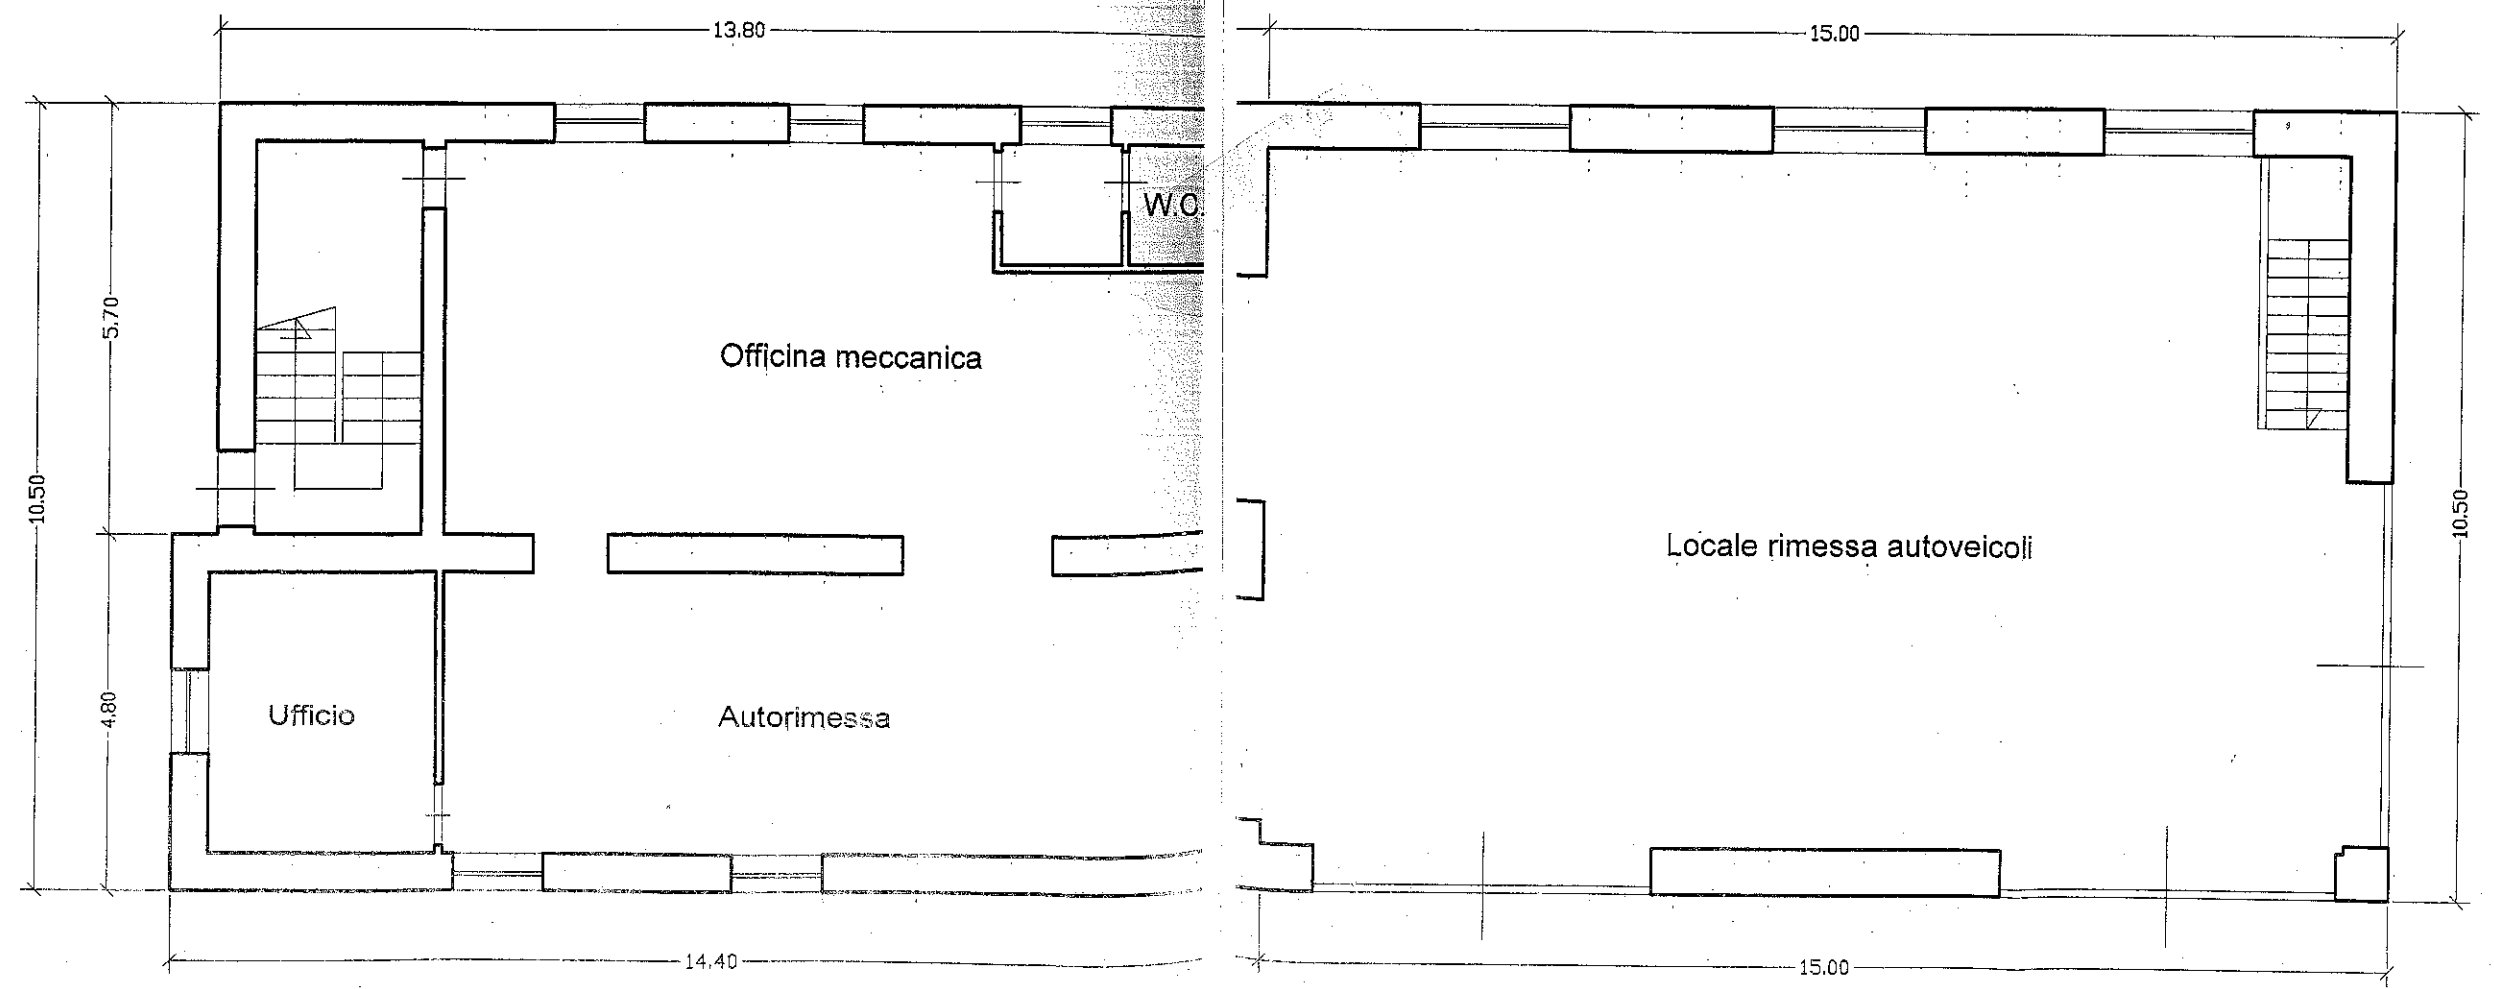 13.80
15.00
W.C.
5.70
Officina meccanica
10.50
10.50
Locale rimessa autoveicoli
4.80
Ufficio
Autorimessa
14.40
15.00